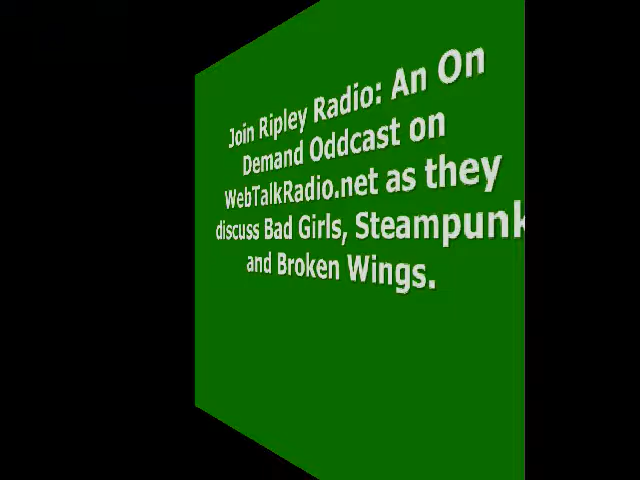 Join Ripley Radio: An On
Demand Oddcast on
WebTalkRadio.net as they
discuss Bad Girls, Steampunk
and Broken Wings.